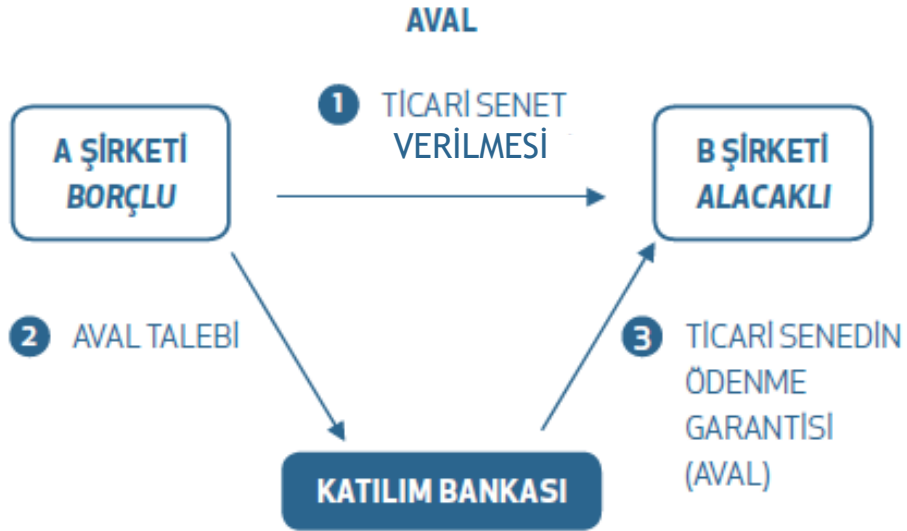 AVAL
1 TİCARİ SENET
VERİLMESİ
A ŞİRKETİ
BORÇLU
B ŞİRKETİ
ALACAKLI
2 AVAL TALEBİ
3 TİCARİ SENEDİN
ÖDENME
GARANTİSİ
(AVAL)
KATILIM BANKASI